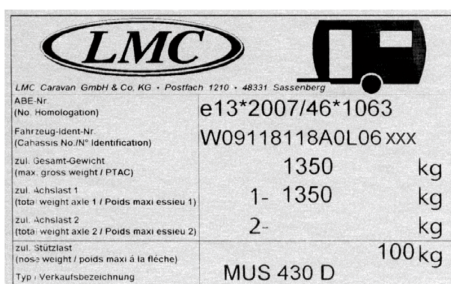 LMC
LMC Caravan GmbH & Co. KG • Postfach 1210 • 48331 Sassenberg
ABE-Nr.
(No. Homologation) e13*2007/46*1063
Fahrzeug-Ident-Nr.
(Cahassis No./N° Identification) W09118118A0L06 xxx
zul. Gesamt-Gewicht
(max. gross weight / PTAC) 1350 kg
zul. Achslast 1
(total weight axle 1 / Poids maxi essieu 1) 1- 1350 kg
zul. Achslast 2
(total weight axle 2 / Poids maxi essieu 2) 2- kg
zul. Stützlast
(nose weight / poids maxi á la flèche) 100 kg
Typ / Verkaufsbezeichnung MUS 430 D